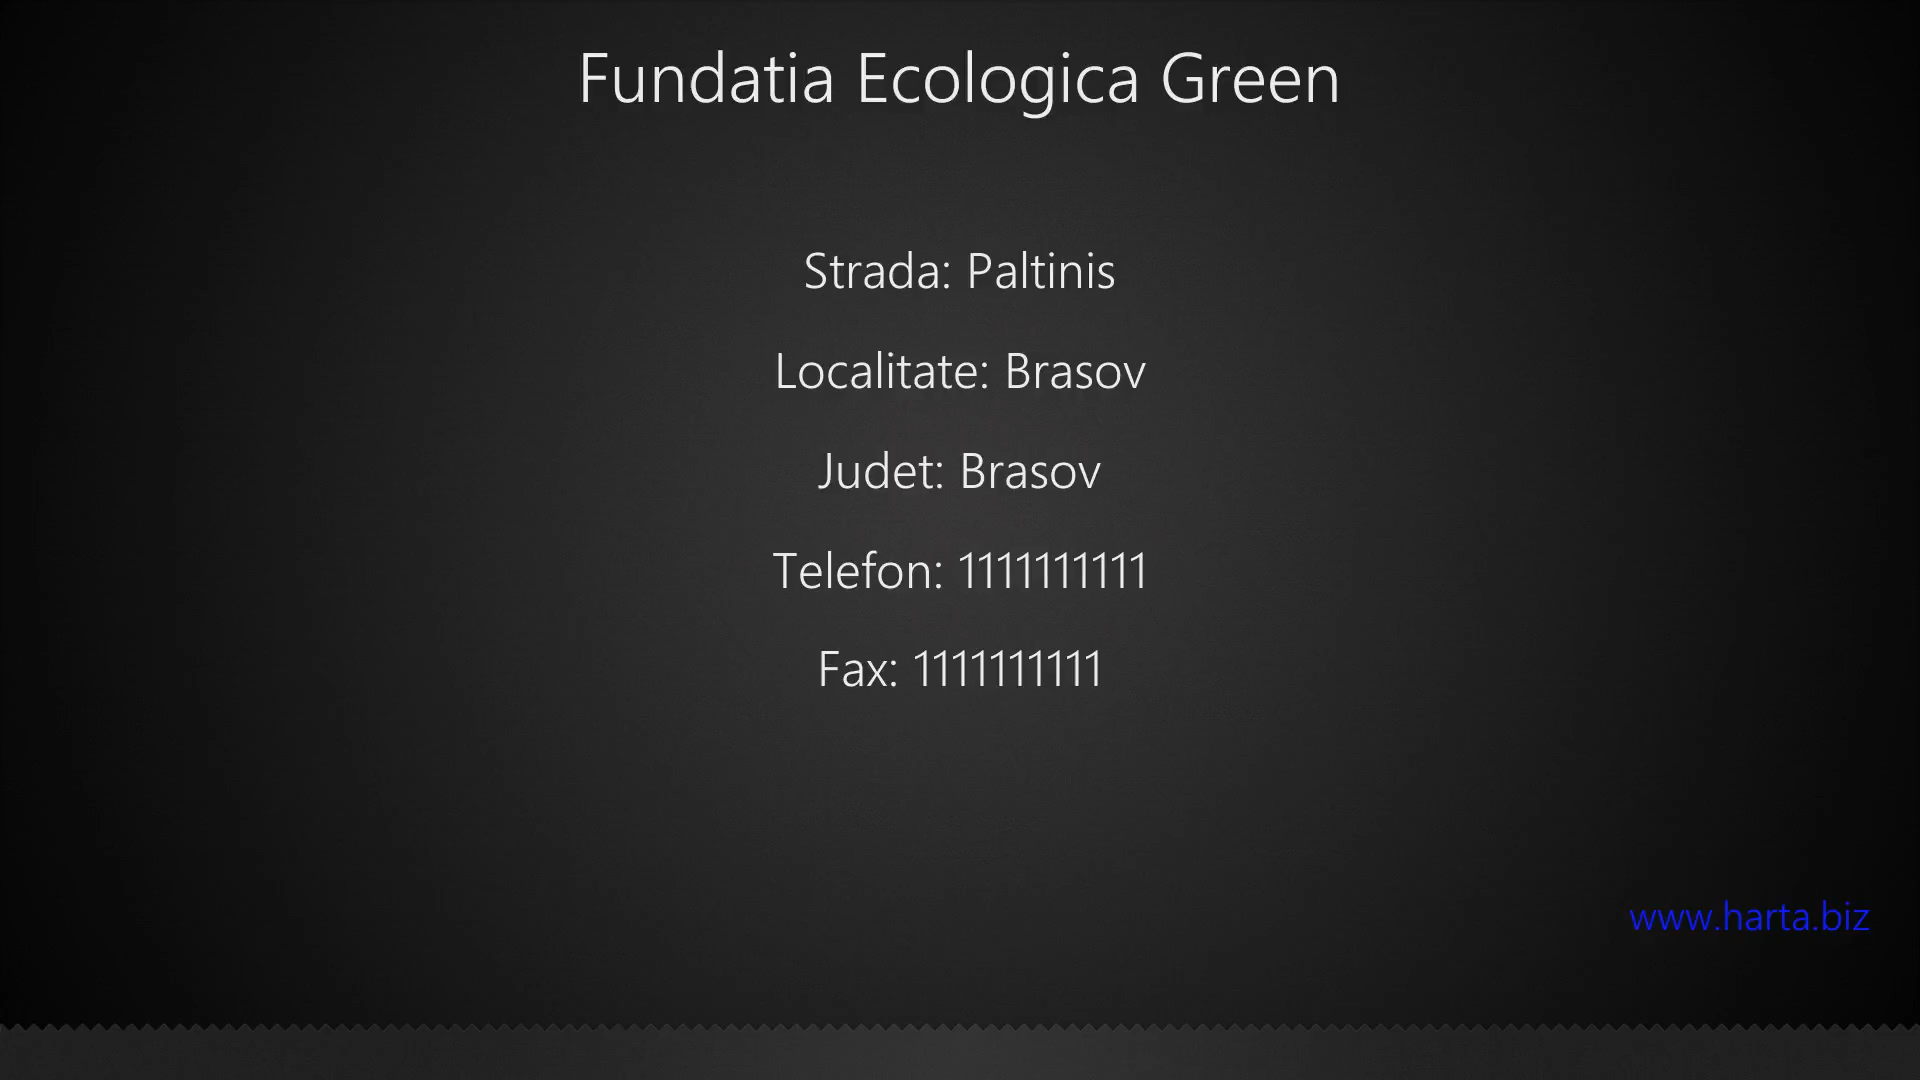 Fundatia Ecologica Green
Strada: Paltinis
Localitate: Brasov
Judet: Brasov
Telefon: 1111111111
Fax: 1111111111
www.harta.biz